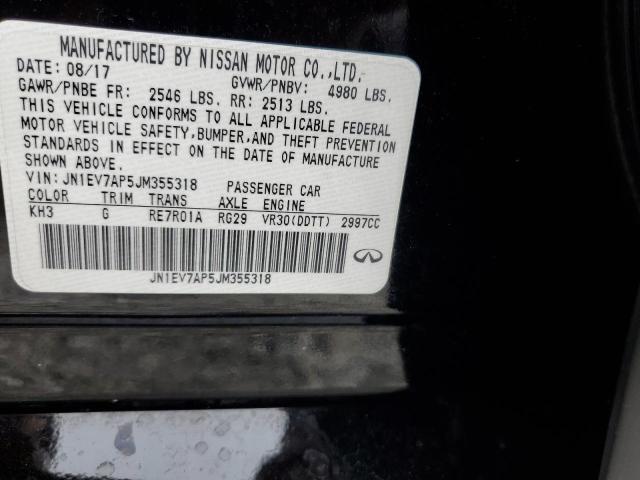 MANUFACTURED BY NISSAN MOTOR CO.,LTD.
DATE: 08/17 GVWR/PNBV: 4980 LBS.
GAWR/PNBE FR: 2546 LBS. RR: 2513 LBS.
THIS VEHICLE CONFORMS TO ALL APPLICABLE FEDERAL
MOTOR VEHICLE SAFETY,BUMPER,AND THEFT PREVENTION
STANDARDS IN EFFECT ON THE DATE OF MANUFACTURE
SHOWN ABOVE.
VIN: JN1EV7AP5JM355318 PASSENGER CAR
COLOR TRIM TRANS AXLE ENGINE
KH3 G RE7R01A RG29 VR30(DDTT) 2997CC
JN1EV7AP5JM355318